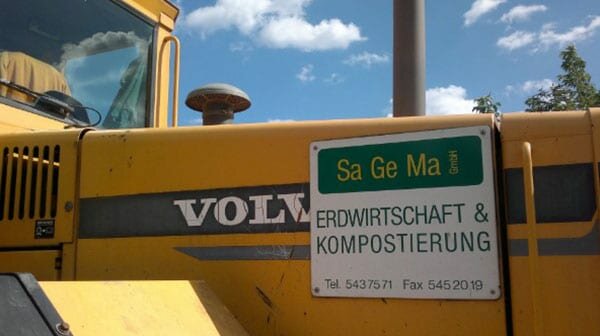 Sa Ge Ma GmbH
VOLV
ERDWIRTSCHAFT &
KOMPOSTIERUNG
Tel. 5437571 Fax 5452019